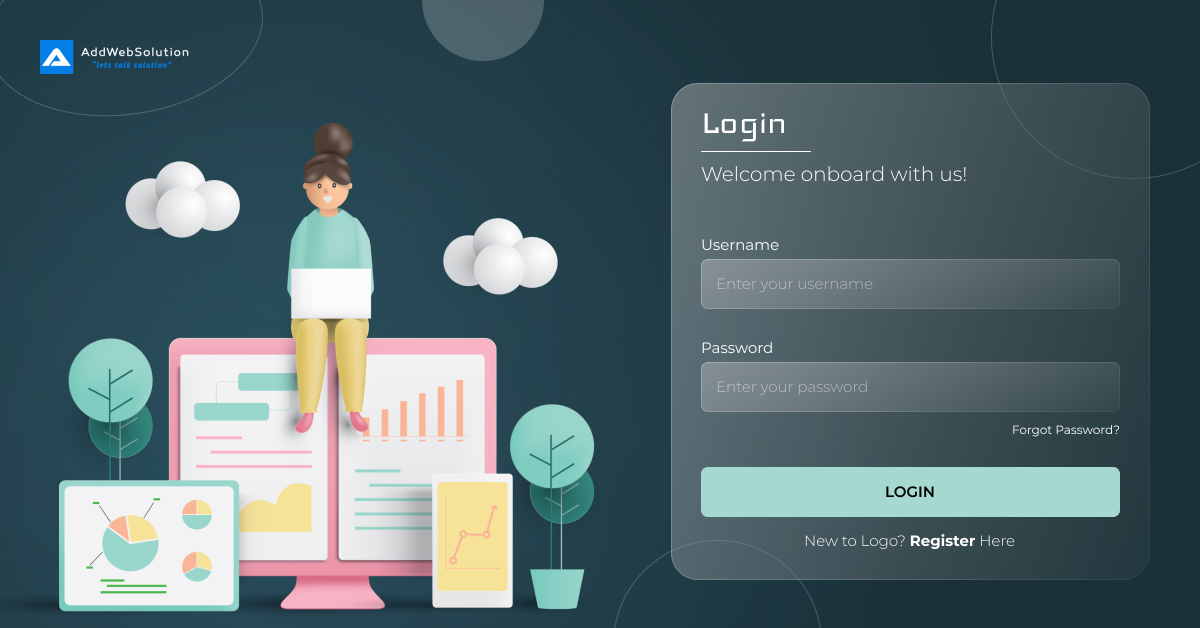 AddWebSolution
"lets talk solution"
Login
Welcome onboard with us!
Username
Enter your username
Password
Enter your password
Forgot Password?
LOGIN
New to Logo? Register Here